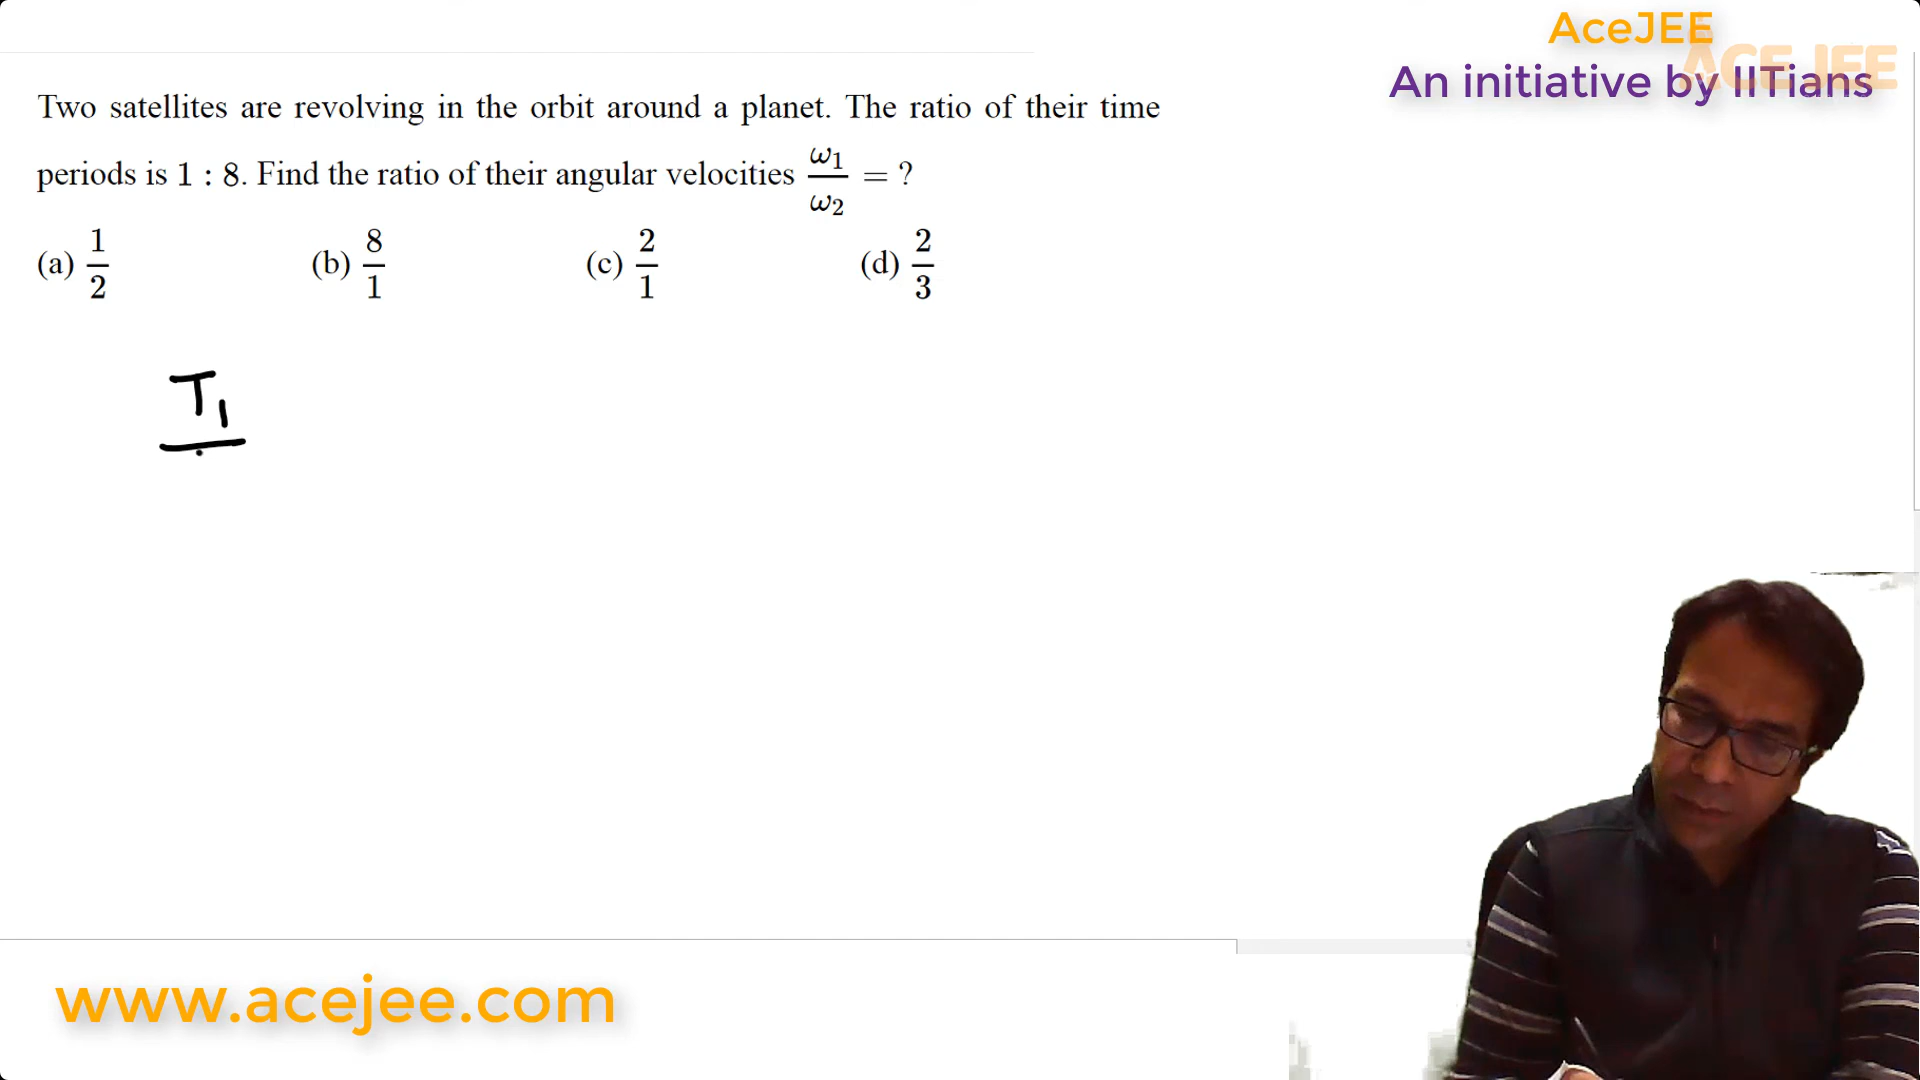 AceJEE
ACE JEE
An initiative by IITians
Two satellites are revolving in the orbit around a planet. The ratio of their time
periods is 1 : 8. Find the ratio of their angular velocities ω1/ω2 = ?
(a) 1/2 (b) 8/1 (c) 2/1 (d) 2/3
T1
www.acejee.com